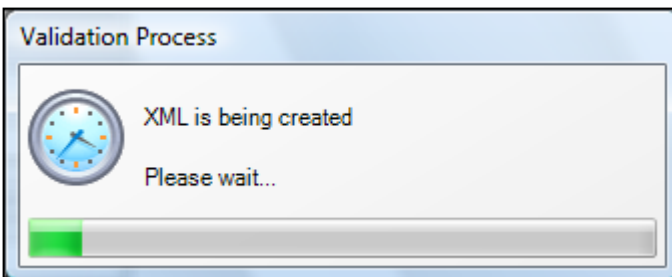 Validation Process
XML is being created
Please wait...